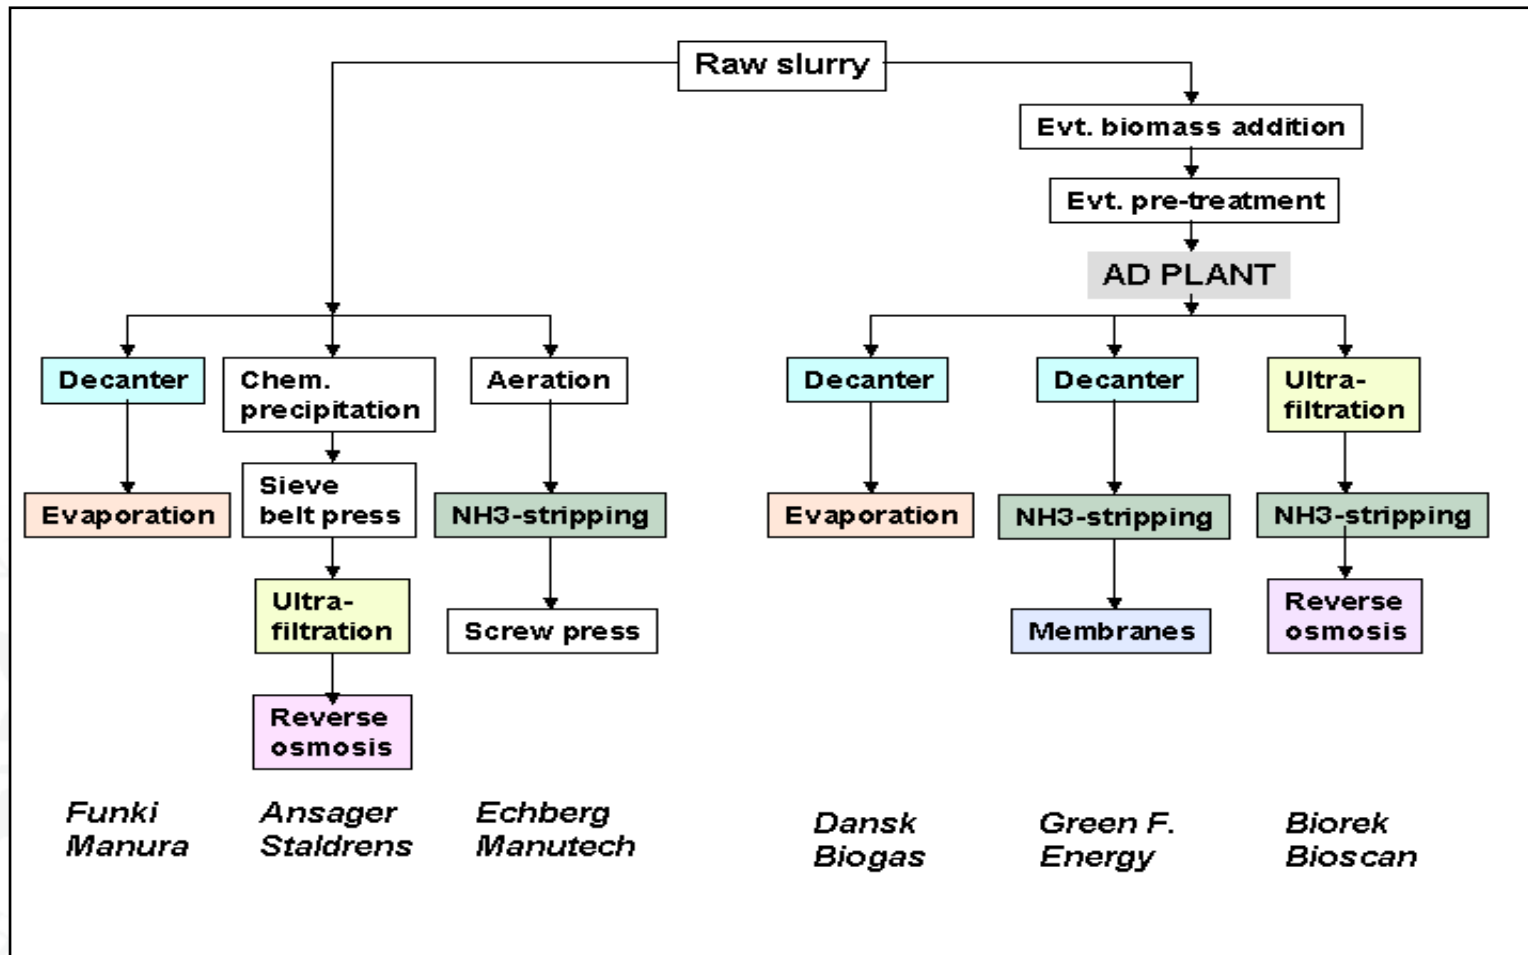 Raw slurry
Evt. biomass addition
Evt. pre-treatment
AD PLANT
Decanter
Evaporation
Chem.
precipitation
Sieve
belt press
Ultra-
filtration
Reverse
osmosis
Aeration
NH3-stripping
Screw press
Decanter
Evaporation
Decanter
NH3-stripping
Membranes
Ultra-
filtration
NH3-stripping
Reverse
osmosis
Funki
Manura
Ansager
Staldrens
Echberg
Manutech
Dansk
Biogas
Green F.
Energy
Biorek
Bioscan